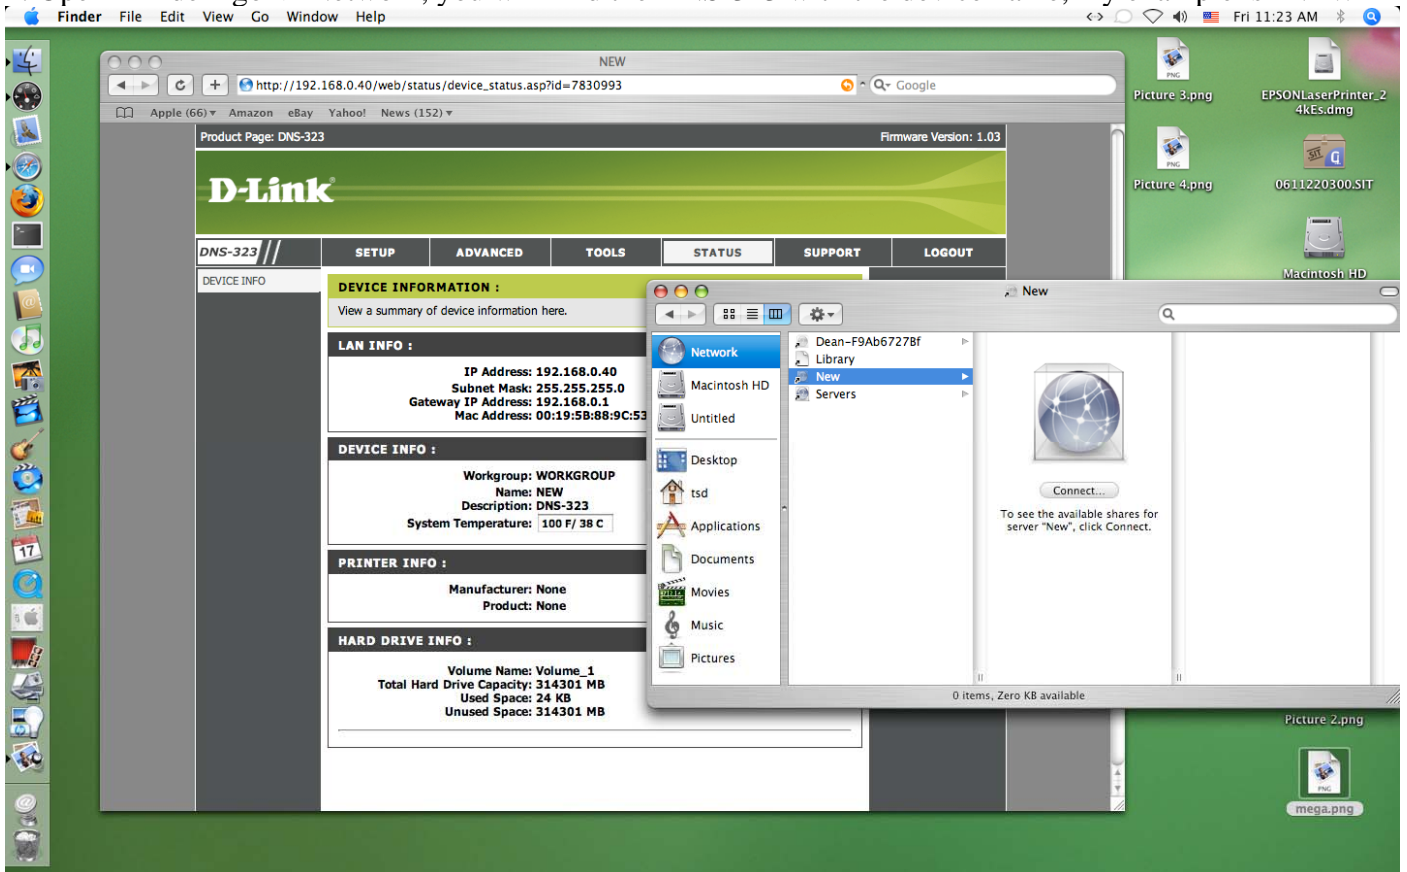 Finder File Edit View Go Window Help
Fri 11:23 AM
NEW
http://192.168.0.40/web/status/device_status.asp?id=7830993
Google
Apple (66) Amazon eBay Yahoo! News (152)
Product Page: DNS-323
Firmware Version: 1.03
D-Link
DNS-323
SETUP ADVANCED TOOLS STATUS SUPPORT LOGOUT
DEVICE INFO
DEVICE INFORMATION :
View a summary of device information here.
LAN INFO :
IP Address: 192.168.0.40
Subnet Mask: 255.255.255.0
Gateway IP Address: 192.168.0.1
Mac Address: 00:19:5B:88:9C:53
DEVICE INFO :
Workgroup: WORKGROUP
Name: NEW
Description: DNS-323
System Temperature: 100 F/ 38 C
PRINTER INFO :
Manufacturer: None
Product: None
HARD DRIVE INFO :
Volume Name: Volume_1
Total Hard Drive Capacity: 314301 MB
Used Space: 24 KB
Unused Space: 314301 MB
New
Network
Macintosh HD
Untitled
Desktop
tsd
Applications
Documents
Movies
Music
Pictures
Dean-F9Ab6727Bf
Library
New
Servers
Connect...
To see the available shares for
server "New", click Connect.
0 items, Zero KB available
PNG
Picture 3.png
EPSONLaserPrinter_2
4kEs.dmg
PNG
Picture 4.png
SIT
0611220300.SIT
Macintosh HD
Picture 2.png
PNG
mega.png
17